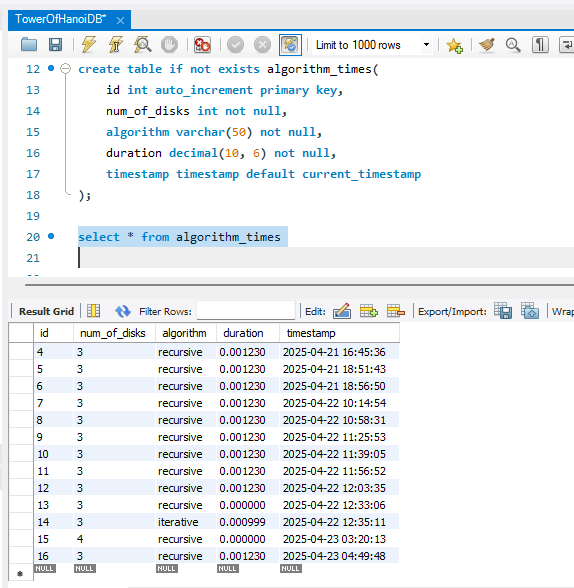 TowerOfHanoiDB* ×
Limit to 1000 rows
12 create table if not exists algorithm_times(
13 id int auto_increment primary key,
14 num_of_disks int not null,
15 algorithm varchar(50) not null,
16 duration decimal(10, 6) not null,
17 timestamp timestamp default current_timestamp
18 );
19
20 select * from algorithm_times
21
Result Grid Filter Rows: Edit: Export/Import: Wrap
id num_of_disks algorithm duration timestamp
4 3 recursive 0.001230 2025-04-21 16:45:36
5 3 recursive 0.001230 2025-04-21 18:51:43
6 3 recursive 0.001230 2025-04-21 18:56:50
7 3 recursive 0.001230 2025-04-22 10:14:54
8 3 recursive 0.001230 2025-04-22 10:58:31
9 3 recursive 0.001230 2025-04-22 11:25:53
10 3 recursive 0.001230 2025-04-22 11:39:05
11 3 recursive 0.001230 2025-04-22 11:56:52
12 3 recursive 0.001230 2025-04-22 12:03:35
13 3 recursive 0.000000 2025-04-22 12:33:06
14 3 iterative 0.000999 2025-04-22 12:35:11
15 4 recursive 0.000000 2025-04-23 03:20:13
16 3 recursive 0.001230 2025-04-23 04:49:48
NULL NULL NULL NULL NULL